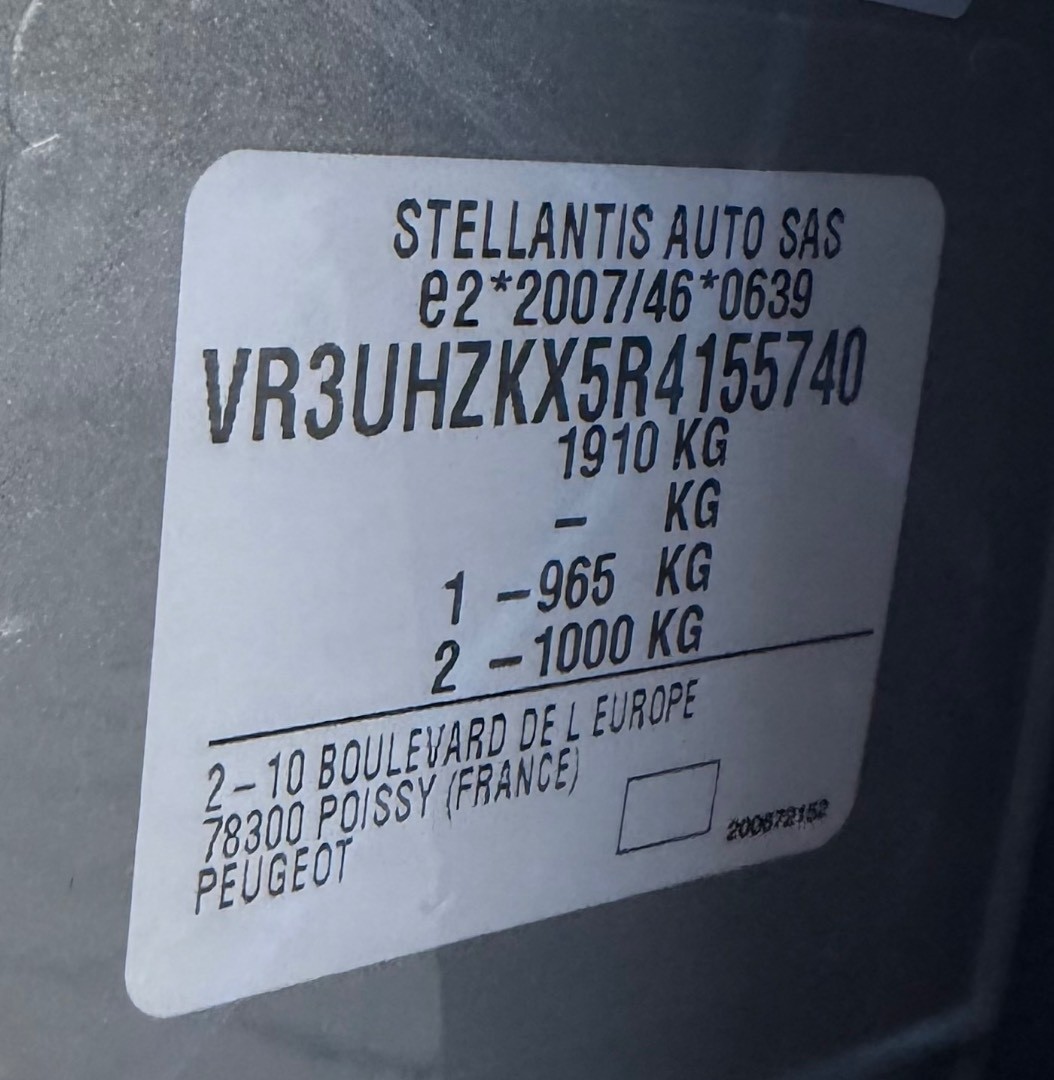 STELLANTIS AUTO SAS
e2*2007/46*0639
VR3UHZKX5R4155740
1910 KG
- KG
1 -965 KG
2 -1000 KG
2-10 BOULEVARD DE L EUROPE
78300 POISSY (FRANCE)
PEUGEOT